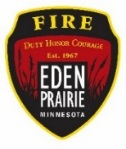 FIRE
DUTY HONOR COURAGE
EST. 1967
EDEN
PRAIRIE
MINNESOTA